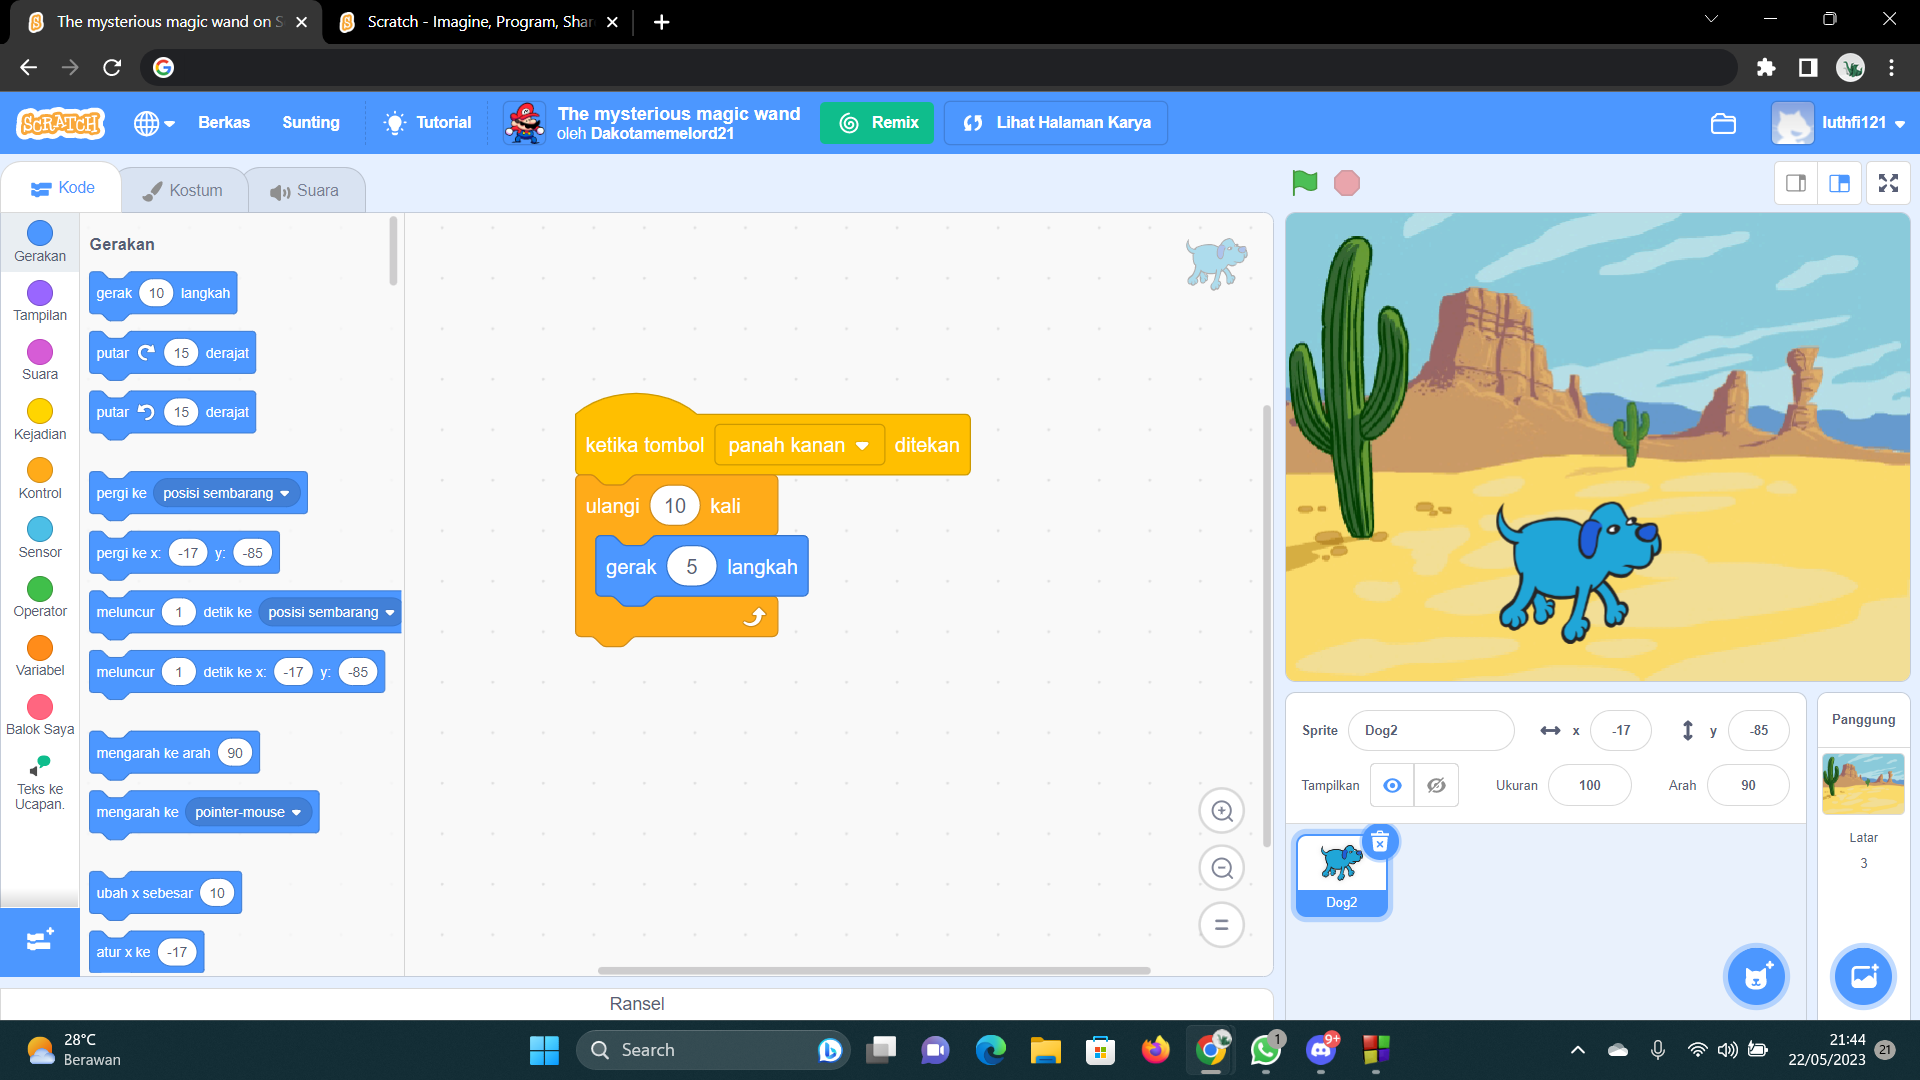 The mysterious magic wand on S
Scratch - Imagine, Program, Shar
SCRATCH
Berkas
Sunting
Tutorial
The mysterious magic wand
oleh Dakotamemelord21
Remix
Lihat Halaman Karya
luthfi121
Kode
Kostum
Suara
Gerakan
Tampilan
Suara
Kejadian
Kontrol
Sensor
Operator
Variabel
Balok Saya
Teks ke
Ucapan.
Gerakan
gerak 10 langkah
putar 15 derajat
putar 15 derajat
pergi ke posisi sembarang
pergi ke x: -17 y: -85
meluncur 1 detik ke posisi sembarang
meluncur 1 detik ke x: -17 y: -85
mengarah ke arah 90
mengarah ke pointer-mouse
ubah x sebesar 10
atur x ke -17
ketika tombol panah kanan ditekan
ulangi 10 kali
gerak 5 langkah
Sprite Dog2 x -17 y -85
Tampilkan Ukuran 100 Arah 90
Dog2
Panggung
Latar
3
Ransel
28°C
Berawan
Search
1
9+
21:44
22/05/2023
21